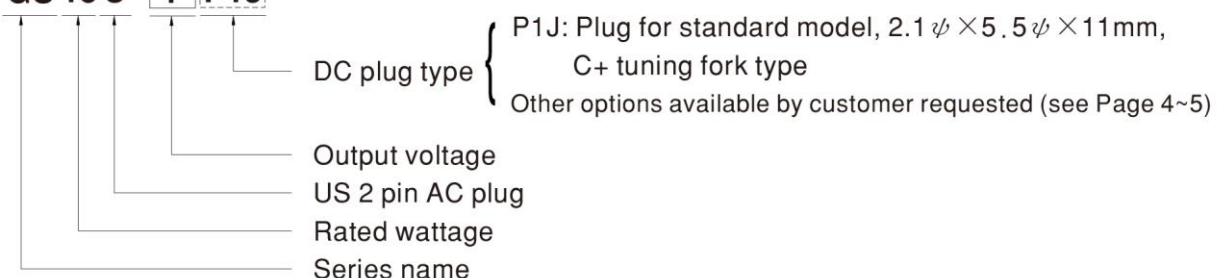 P1J: Plug for standard model, 2.1ψ×5.5ψ×11mm,
DC plug type
C+ tuning fork type
Other options available by customer requested (see Page 4~5)
Output voltage
US 2 pin AC plug
Rated wattage
Series name